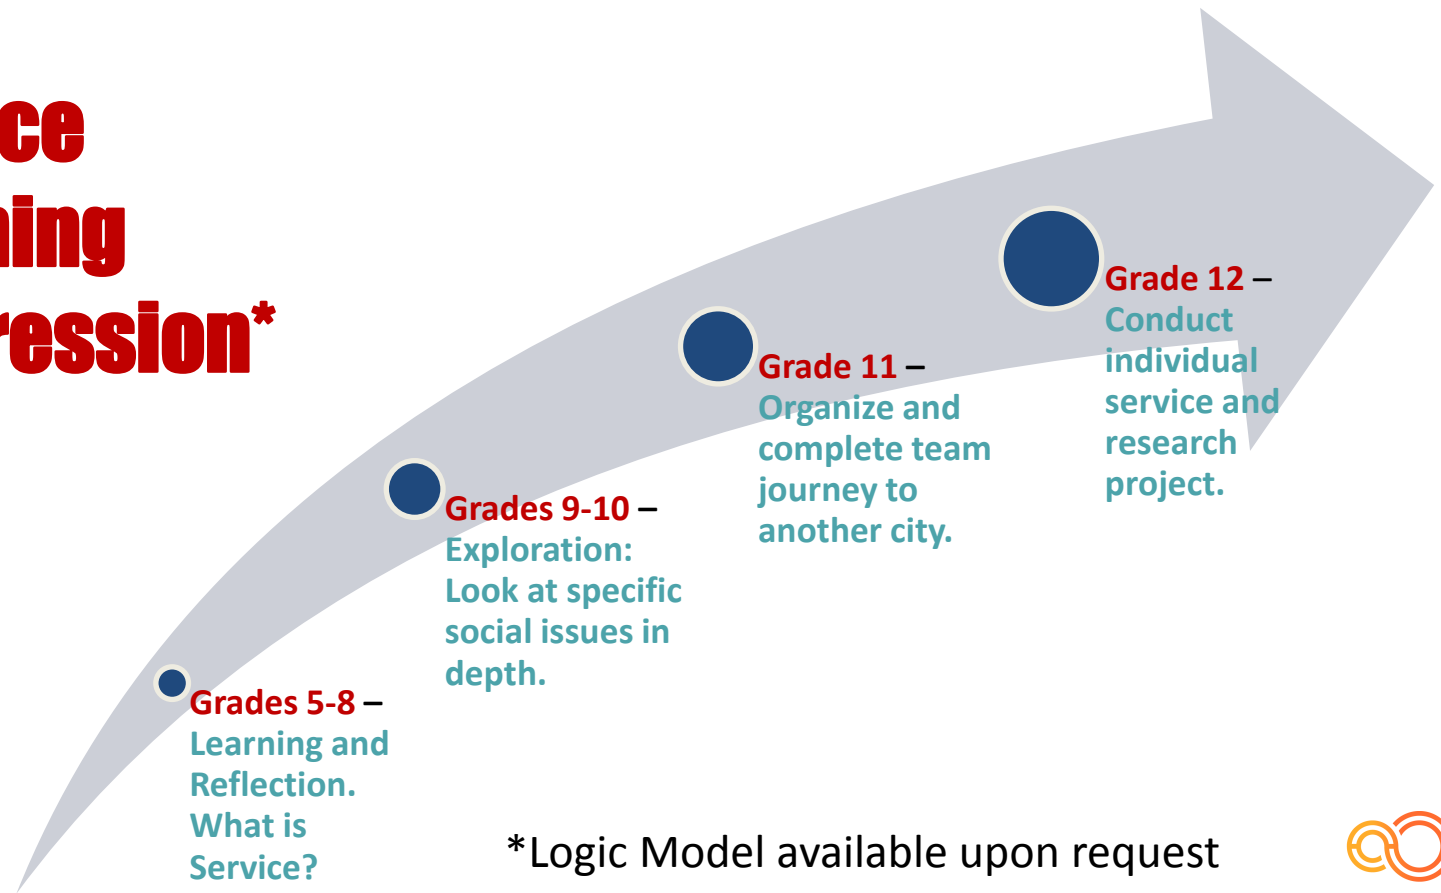 ce
ning
ression*
Grade 12 –
Conduct
individual
service and
research
project.
Grade 11 –
Organize and
complete team
journey to
another city.
Grades 9-10 –
Exploration:
Look at specific
social issues in
depth.
Grades 5-8 –
Learning and
Reflection.
What is
Service?
*Logic Model available upon request